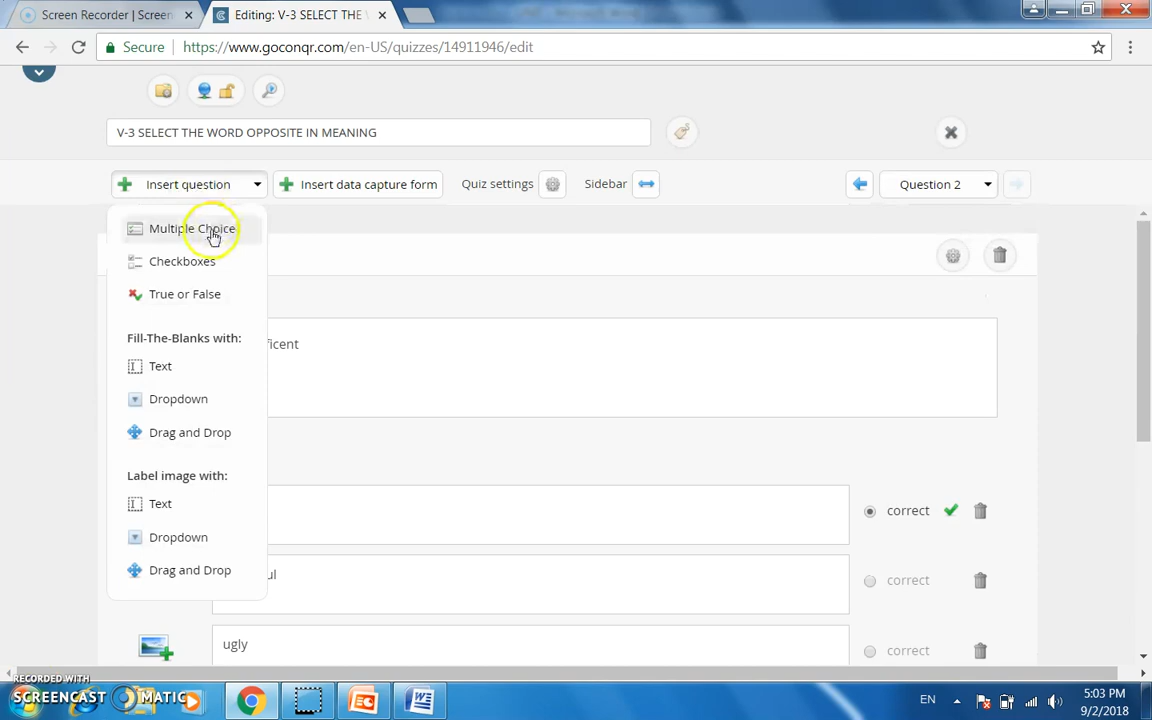 Screen Recorder | Screen
Editing: V-3 SELECT THE
Secure
https://www.goconqr.com/en-US/quizzes/14911946/edit
V-3 SELECT THE WORD OPPOSITE IN MEANING
Insert question
Insert data capture form
Quiz settings
Sidebar
Question 2
Multiple Choice
Checkboxes
True or False
Fill-The-Blanks with:
ficent
Text
Dropdown
Drag and Drop
Label image with:
Text
correct
Dropdown
Drag and Drop
ul
correct
ugly
correct
RECORDED WITH
SCREENCAST MATIC
EN
5:03 PM
9/2/2018